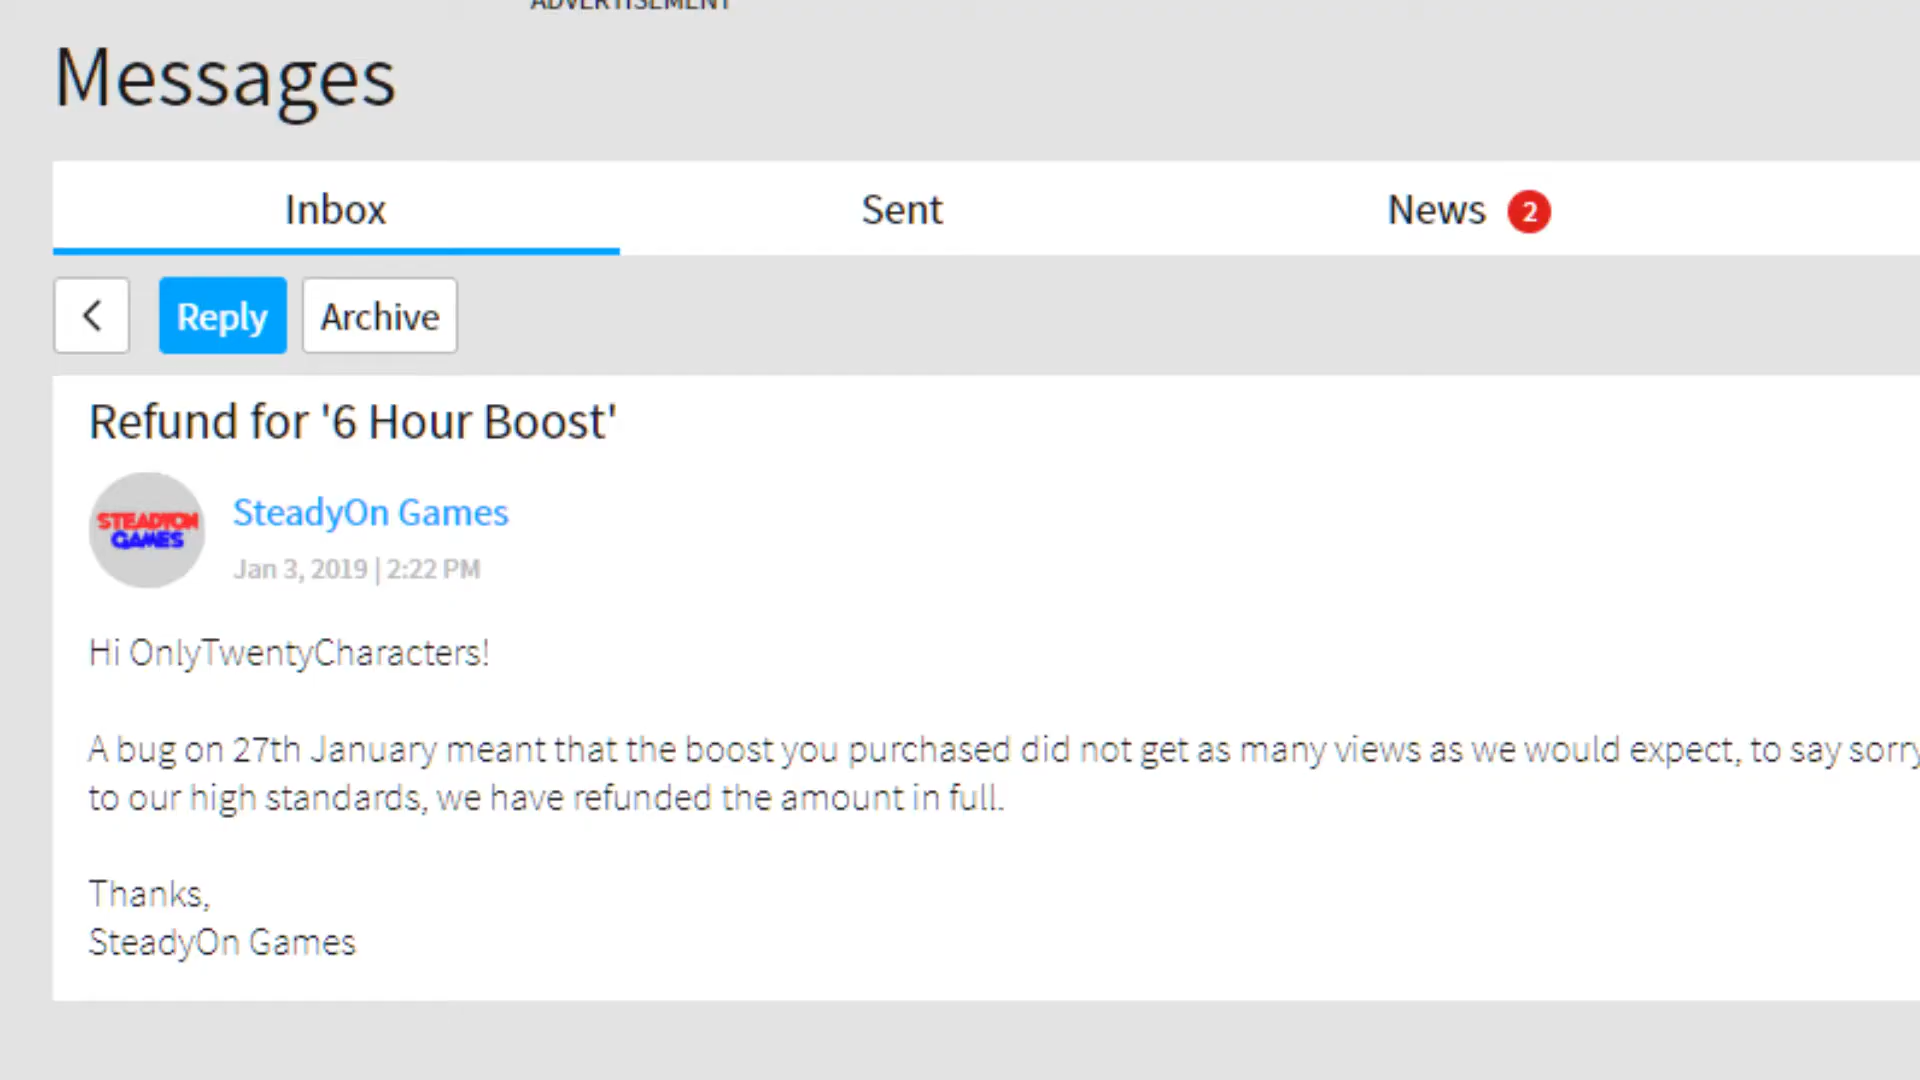 ADVERTISEMENT
Messages
Inbox
Sent
News 2
Reply
Archive
Refund for '6 Hour Boost'
STEADYON
GAMES
SteadyOn Games
Jan 3, 2019 | 2:22 PM
Hi OnlyTwentyCharacters!
A bug on 27th January meant that the boost you purchased did not get as many views as we would expect, to say sorry
to our high standards, we have refunded the amount in full.
Thanks,
SteadyOn Games